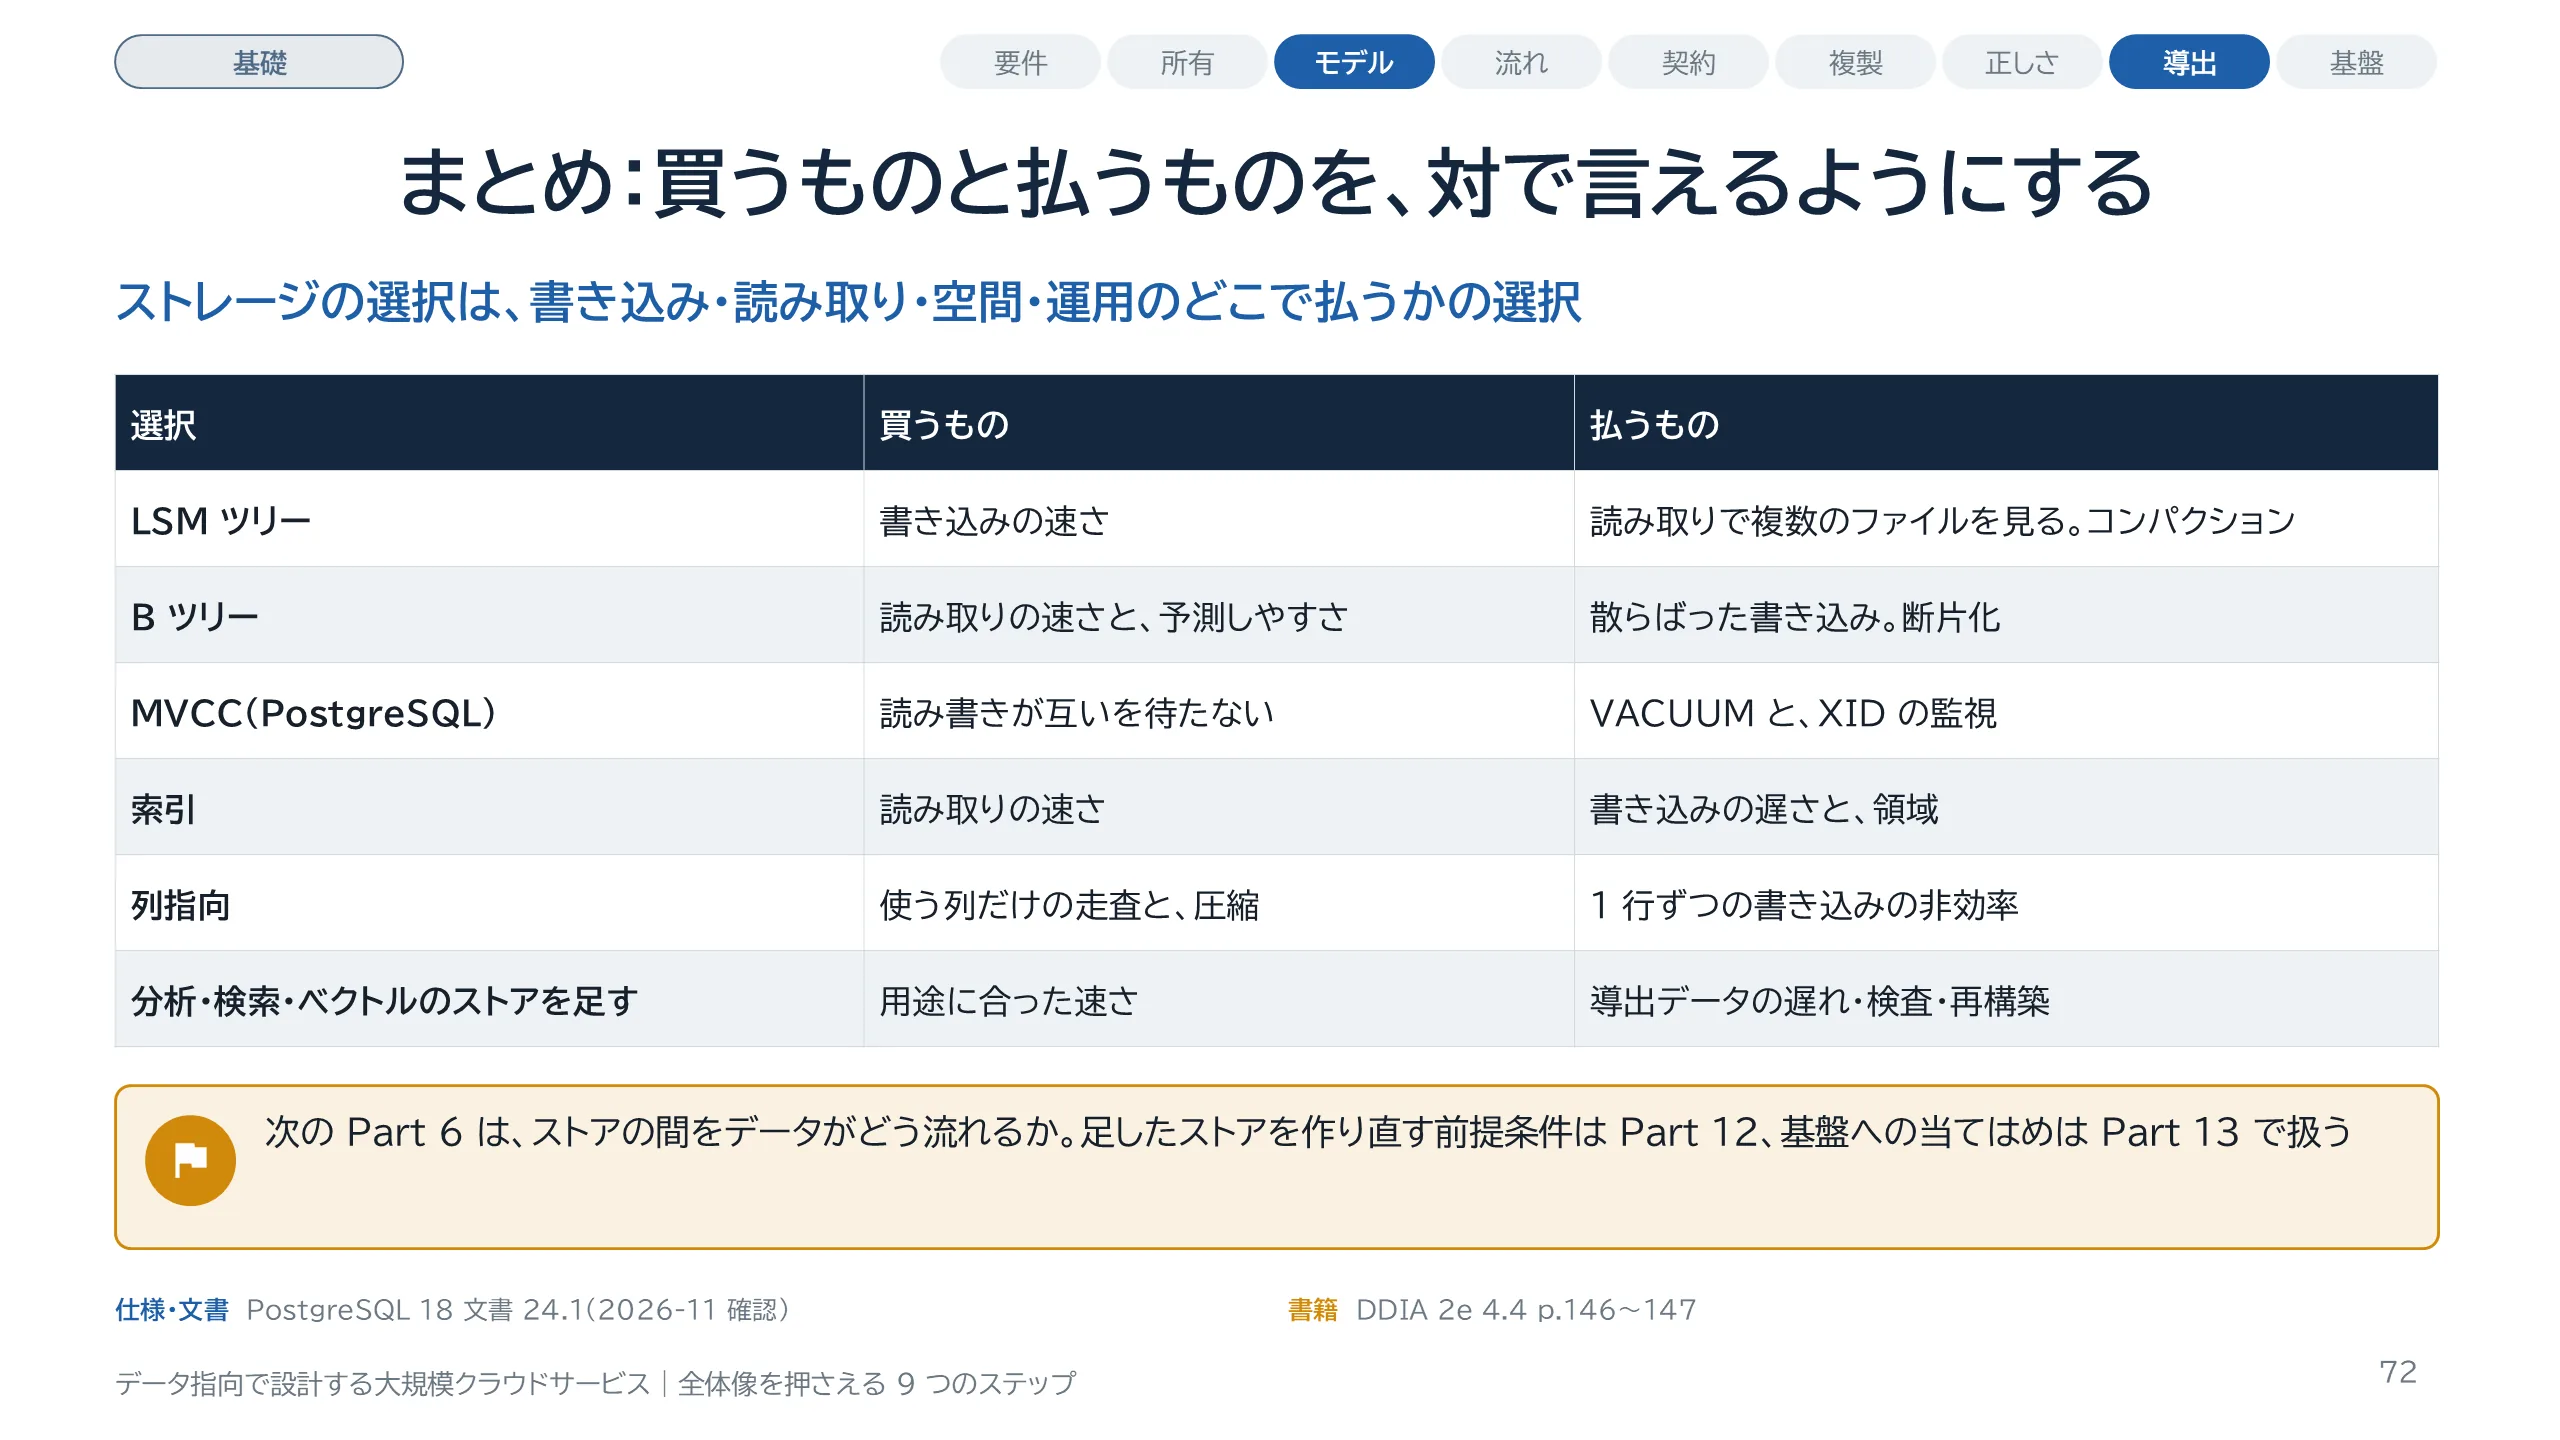 基礎
要件 所有 モデル 流れ 契約 複製 正しさ 導出 基盤
まとめ：買うものと払うものを、対で言えるようにする
ストレージの選択は、書き込み・読み取り・空間・運用のどこで払うかの選択
選択 買うもの 払うもの
LSM ツリー 書き込みの速さ 読み取りで複数のファイルを見る。コンパクション
B ツリー 読み取りの速さと、予測しやすさ 散らばった書き込み。断片化
MVCC（PostgreSQL） 読み書きが互いを待たない VACUUM と、XID の監視
索引 読み取りの速さ 書き込みの遅さと、領域
列指向 使う列だけの走査と、圧縮 1 行ずつの書き込みの非効率
分析・検索・ベクトルのストアを足す 用途に合った速さ 導出データの遅れ・検査・再構築
次の Part 6 は、ストアの間をデータがどう流れるか。足したストアを作り直す前提条件は Part 12、基盤への当てはめは Part 13 で扱う
仕様・文書 PostgreSQL 18 文書 24.1（2026-11 確認） 書籍 DDIA 2e 4.4 p.146～147
データ指向で設計する大規模クラウドサービス｜全体像を押さえる 9 つのステップ
72